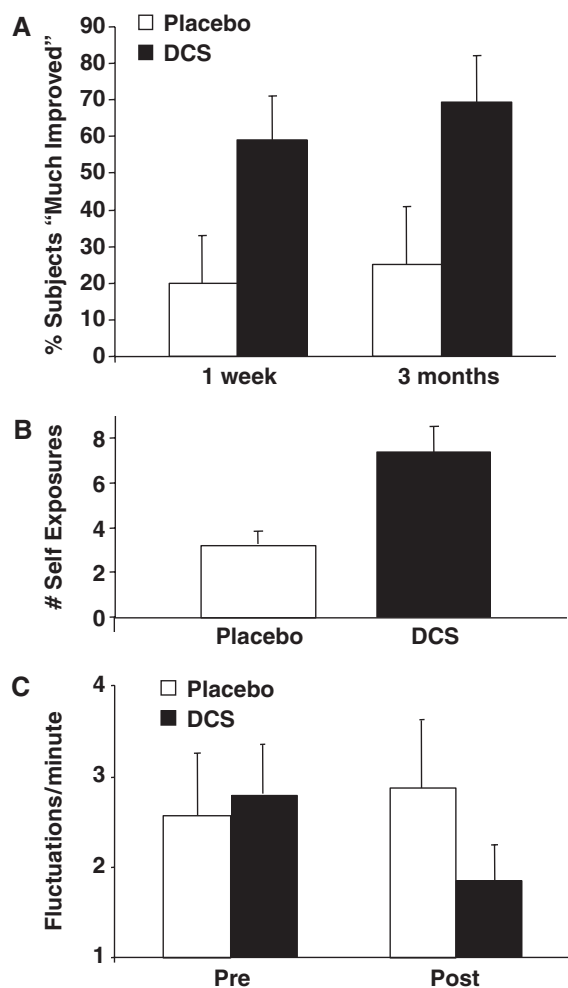 A
% Subjects “Much Improved”
Placebo
DCS
90
80
70
60
50
40
30
20
10
0
1 week
3 months
B
# Self Exposures
8
6
4
2
0
Placebo
DCS
C
Fluctuations/minute
Placebo
DCS
4
3
2
1
Pre
Post